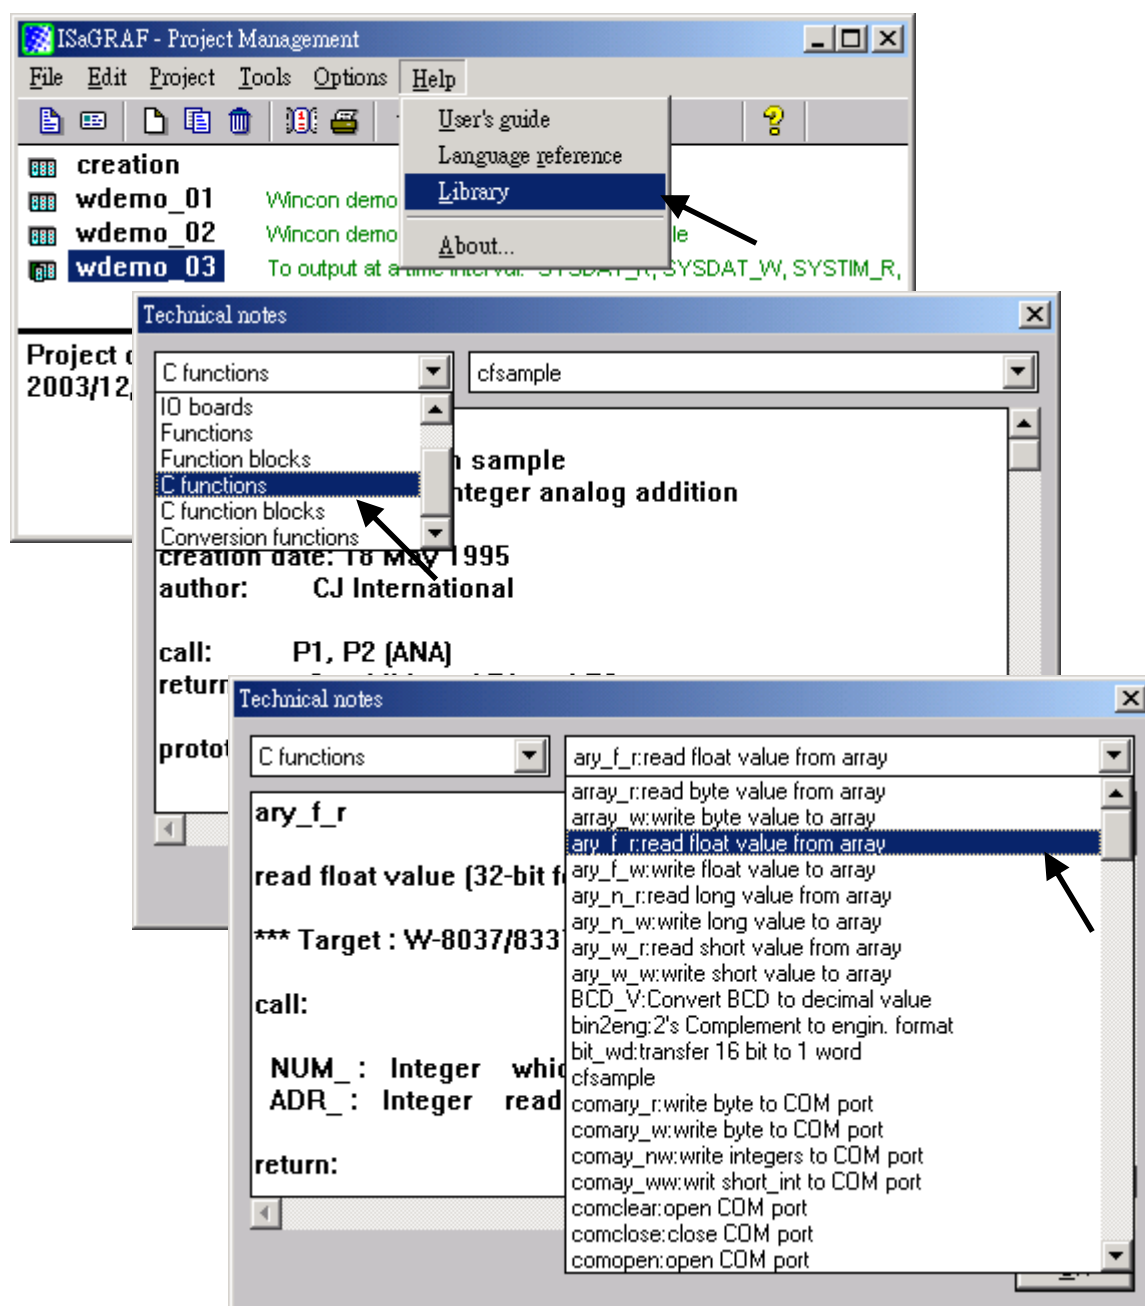 ISaGRAF - Project Management
File Edit Project Tools Options Help
User's guide
Language reference
Library
About...
creation
wdemo_01 Wincon demo
wdemo_02 Wincon demo le
wdemo_03 To output at a time interval. SYSDAT_R, SYSDAT_W, SYSTIM_R,
Project
2003/12,
Technical notes
C functions cfsample
IO boards
Functions
Function blocks
C functions
C function blocks
Conversion functions
sample
integer analog addition
creation date: 18 May 1995
author: CJ International
call: P1, P2 (ANA)
return
protot
Technical notes
C functions ary_f_r:read float value from array
array_r:read byte value from array
array_w:write byte value to array
ary_f_r:read float value from array
ary_f_w:write float value to array
ary_n_r:read long value from array
ary_n_w:write long value to array
ary_w_r:read short value from array
ary_w_w:write short value to array
BCD_V:Convert BCD to decimal value
bin2eng:2's Complement to engin. format
bit_wd:transfer 16 bit to 1 word
cfsample
comary_r:write byte to COM port
comary_w:write byte to COM port
comay_nw:write integers to COM port
comay_ww:writ short_int to COM port
comclear:open COM port
comclose:close COM port
comopen:open COM port
ary_f_r
read float value (32-bit f
*** Target : W-8037/833
call:
NUM_ : Integer whic
ADR_ : Integer read
return: